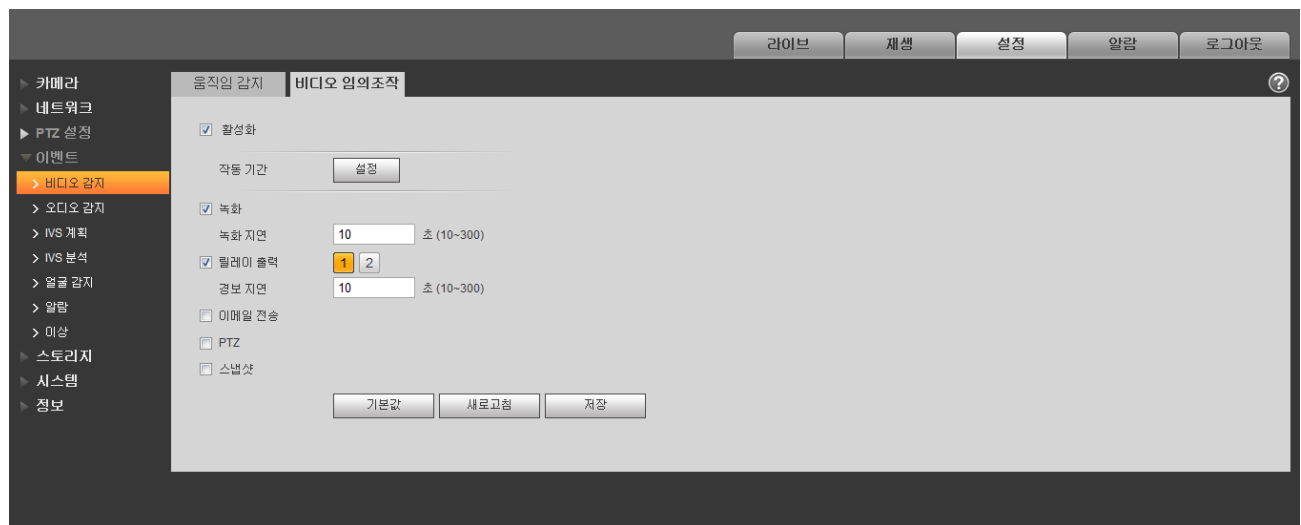 라이브 재생 설정 알람 로그아웃
카메라
네트워크
PTZ 설정
이벤트
비디오 감지
오디오 감지
IVS 계획
IVS 분석
얼굴 감지
알람
이상
스토리지
시스템
정보
움직임 감지 비디오 임의조작
?
활성화
작동 기간 설정
녹화
녹화 지연 10 초 (10~300)
릴레이 출력 1 2
경보 지연 10 초 (10~300)
이메일 전송
PTZ
스냅샷
기본값 새로고침 저장